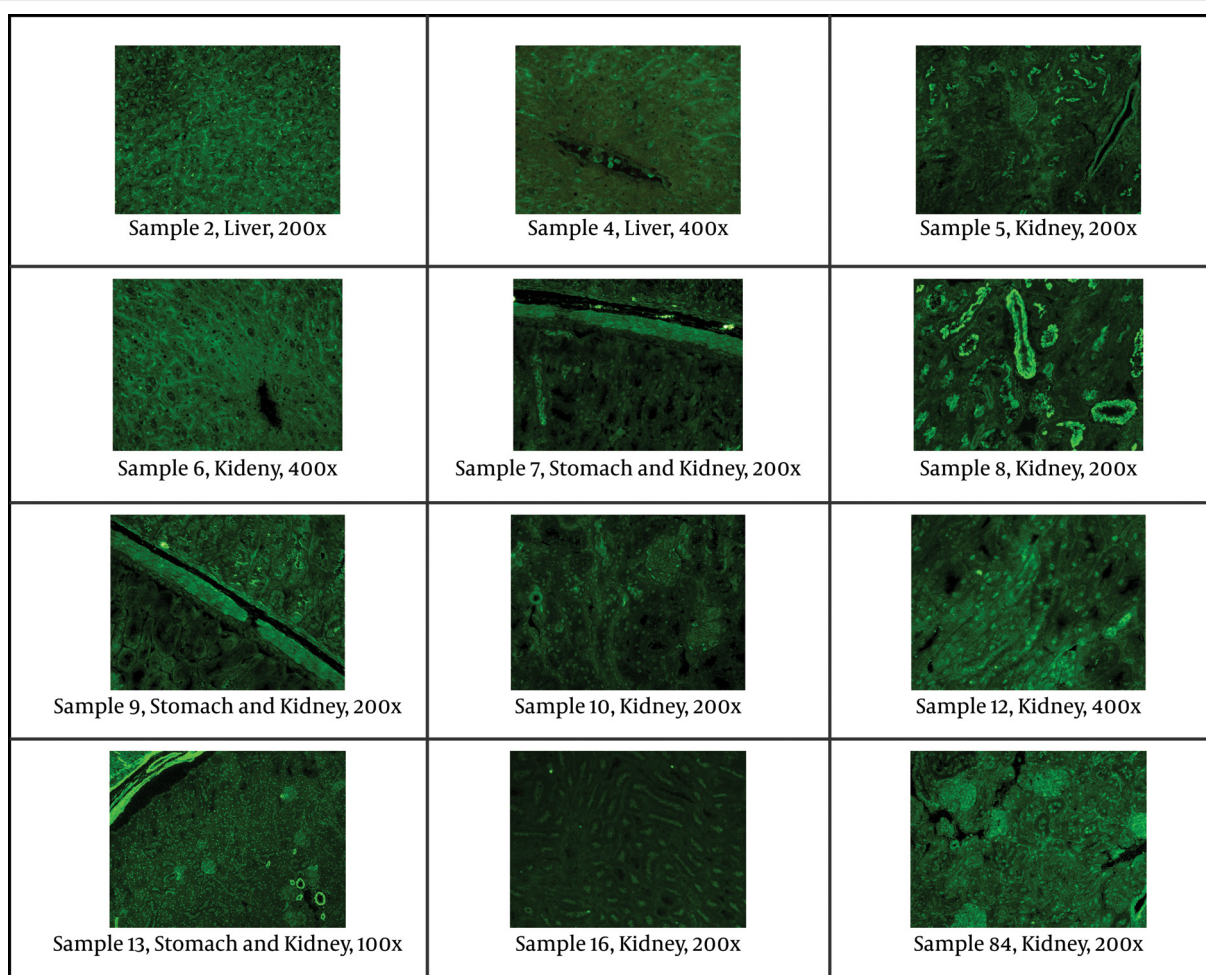 Sample 2, Liver, 200x
Sample 4, Liver, 400x
Sample 5, Kidney, 200x
Sample 6, Kideny, 400x
Sample 7, Stomach and Kidney, 200x
Sample 8, Kidney, 200x
Sample 9, Stomach and Kidney, 200x
Sample 10, Kidney, 200x
Sample 12, Kidney, 400x
Sample 13, Stomach and Kidney, 100x
Sample 16, Kidney, 200x
Sample 84, Kidney, 200x